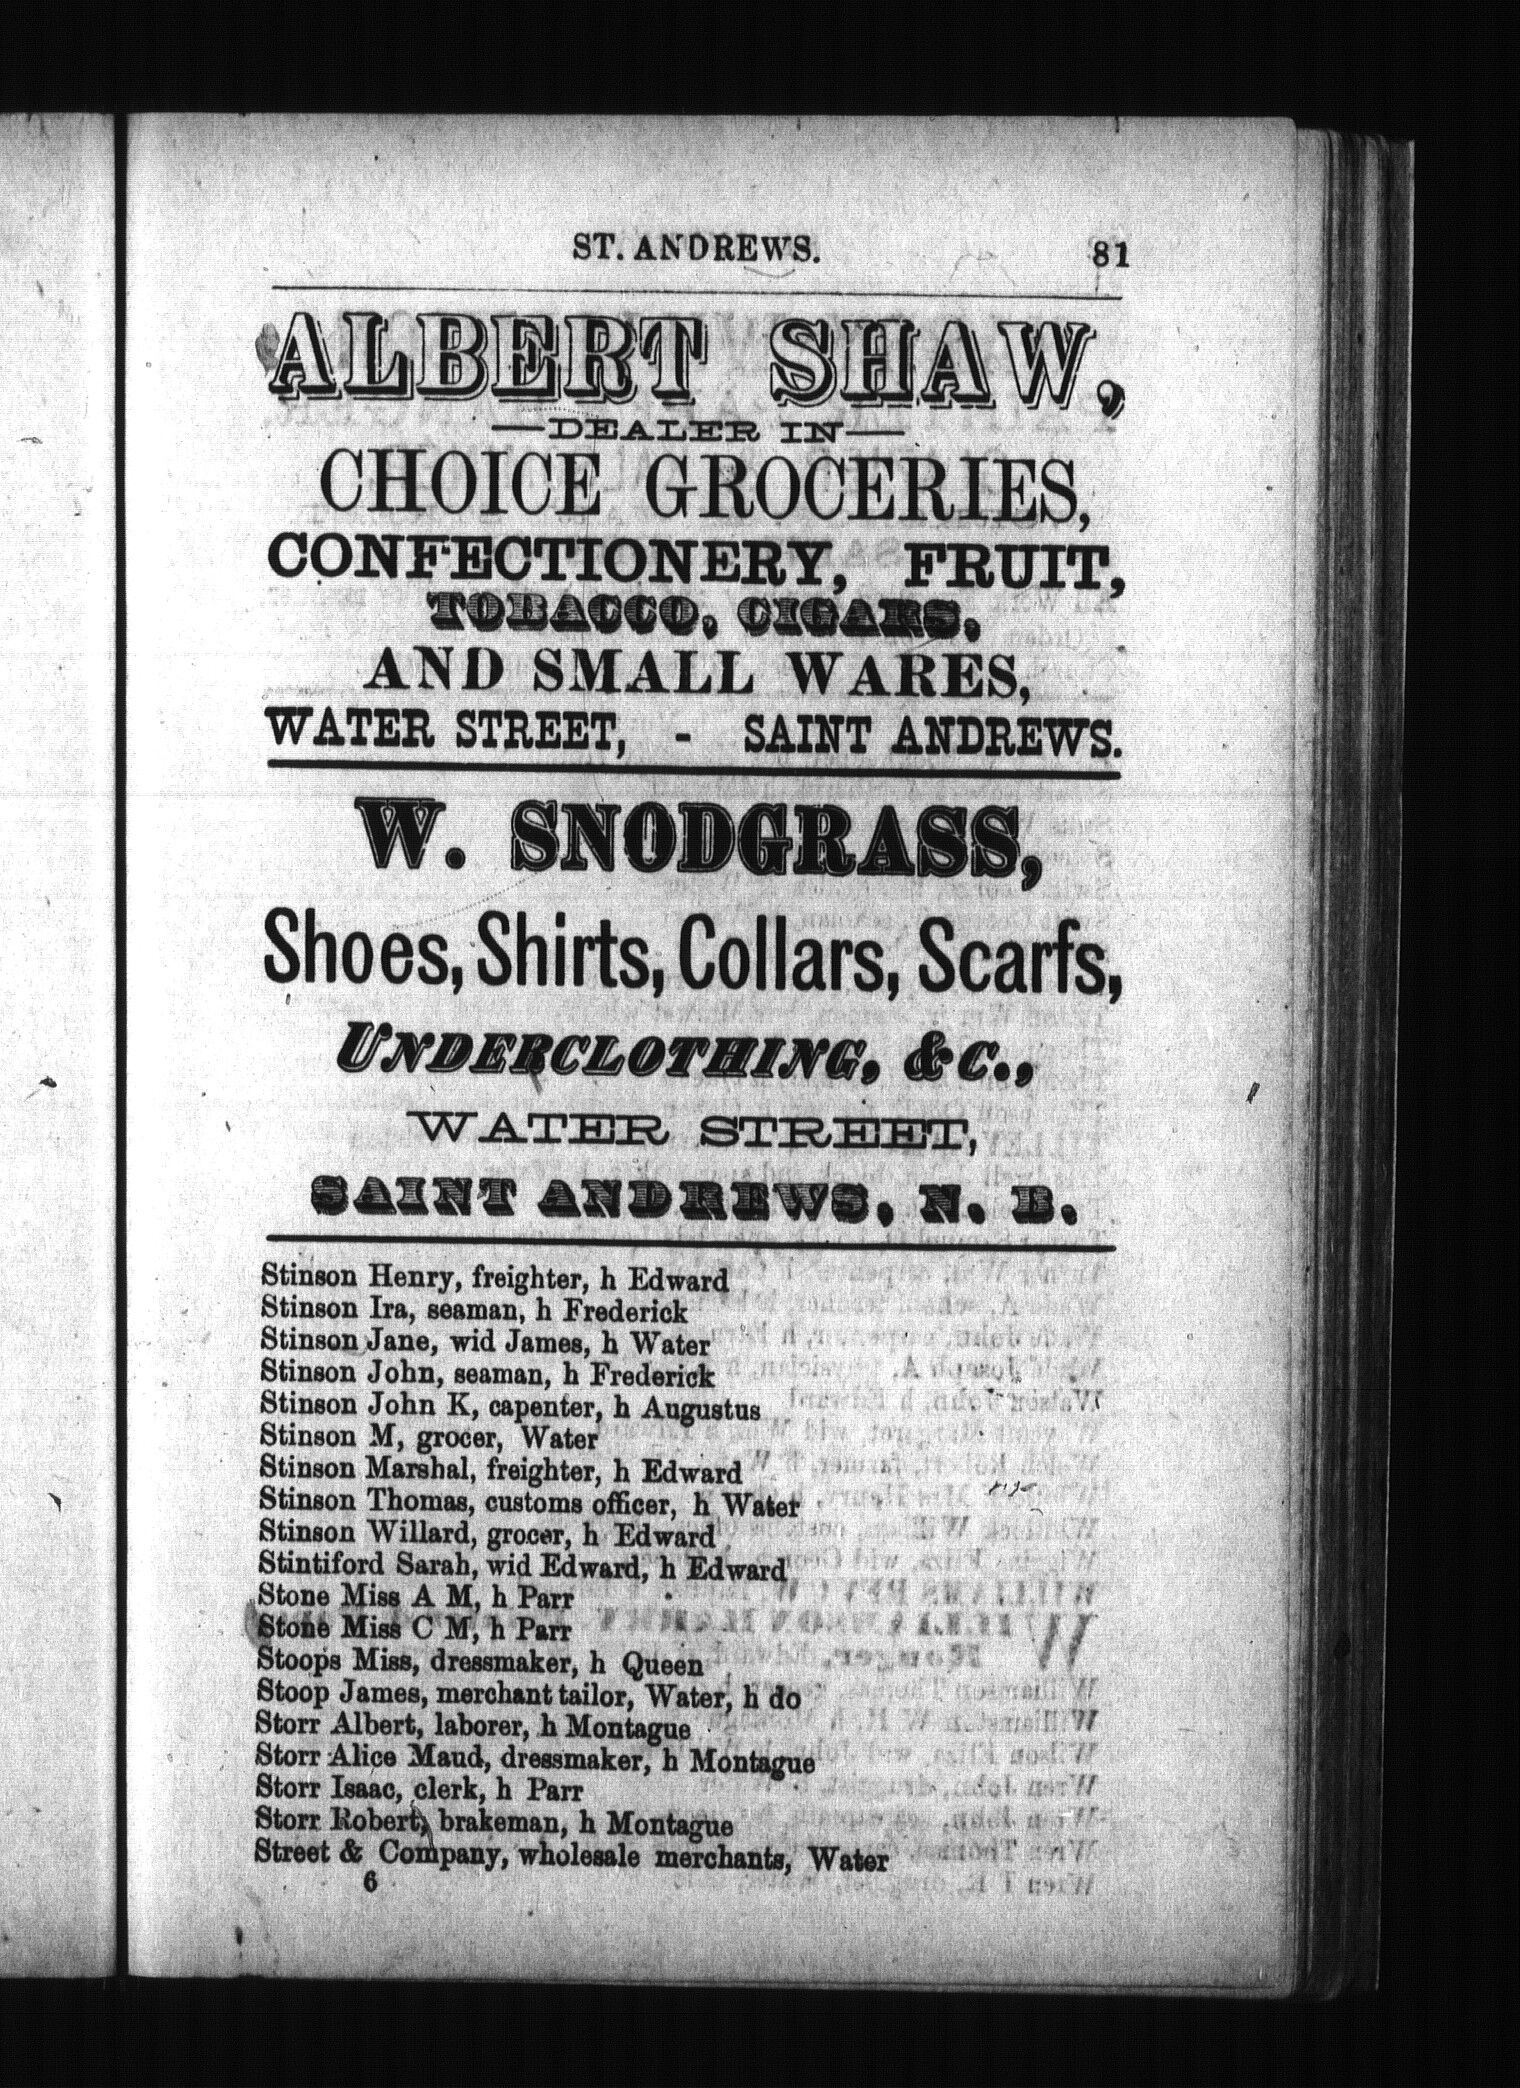 ST. ANDREWS. 81
ALBERT SHAW,
—DEALER IN—
CHOICE GROCERIES,
CONFECTIONERY, FRUIT,
TOBACCO, CIGARS,
AND SMALL WARES,
WATER STREET, - SAINT ANDREWS.
W. SNODGRASS,
Shoes, Shirts, Collars, Scarfs,
UNDERCLOTHING, &C.,
WATER STREET,
SAINT ANDREWS, N. B.
Stinson Henry, freighter, h Edward
Stinson Ira, seaman, h Frederick
Stinson Jane, wid James, h Water
Stinson John, seaman, h Frederick
Stinson John K, capenter, h Augustus
Stinson M, grocer, Water
Stinson Marshal, freighter, h Edward
Stinson Thomas, customs officer, h Water
Stinson Willard, grocer, h Edward
Stintiford Sarah, wid Edward, h Edward
Stone Miss A M, h Parr
Stone Miss C M, h Parr
Stoops Miss, dressmaker, h Queen
Stoop James, merchant tailor, Water, h do
Storr Albert, laborer, h Montague
Storr Alice Maud, dressmaker, h Montague
Storr Isaac, clerk, h Parr
Storr Robert, brakeman, h Montague
Street & Company, wholesale merchants, Water
6